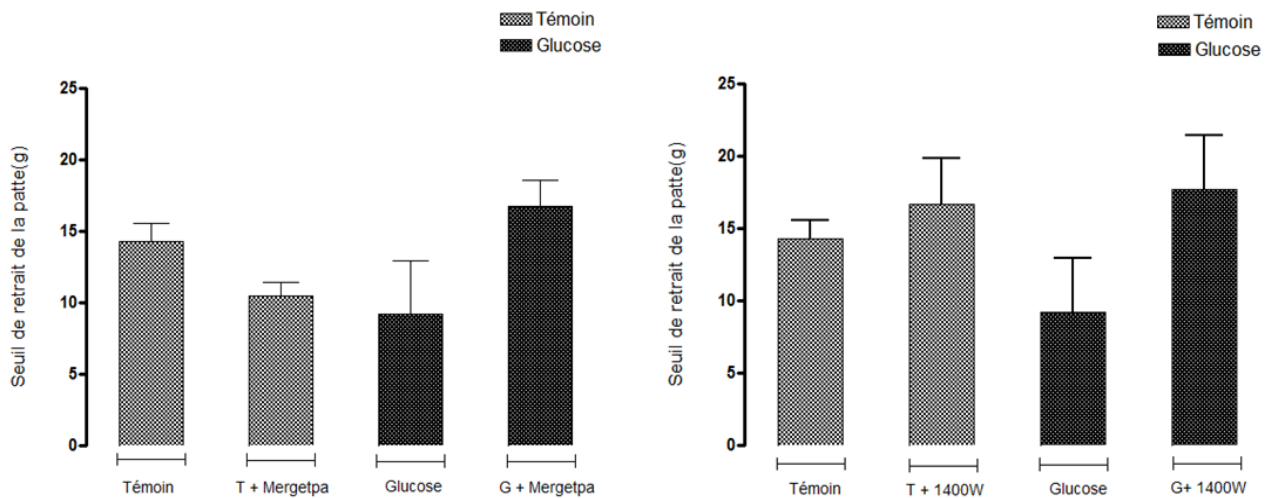 Témoin
Glucose
Seuil de retrait de la patte(g)
25
20
15
10
5
0
Témoin T + Mergetpa Glucose G + Mergetpa
Témoin
Glucose
Seuil de retrait de la patte(g)
25
20
15
10
5
0
Témoin T + 1400W Glucose G+ 1400W